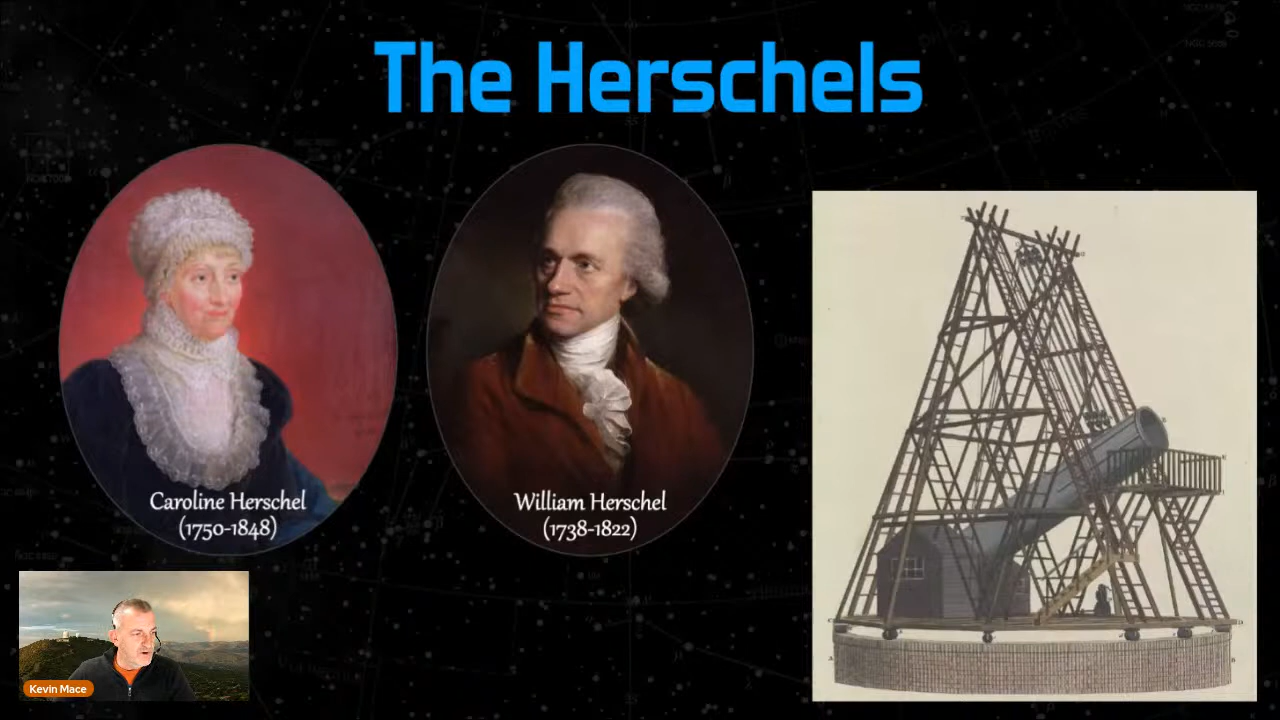 The Herschels
Caroline Herschel
(1750-1848)
William Herschel
(1738-1822)
Kevin Mace